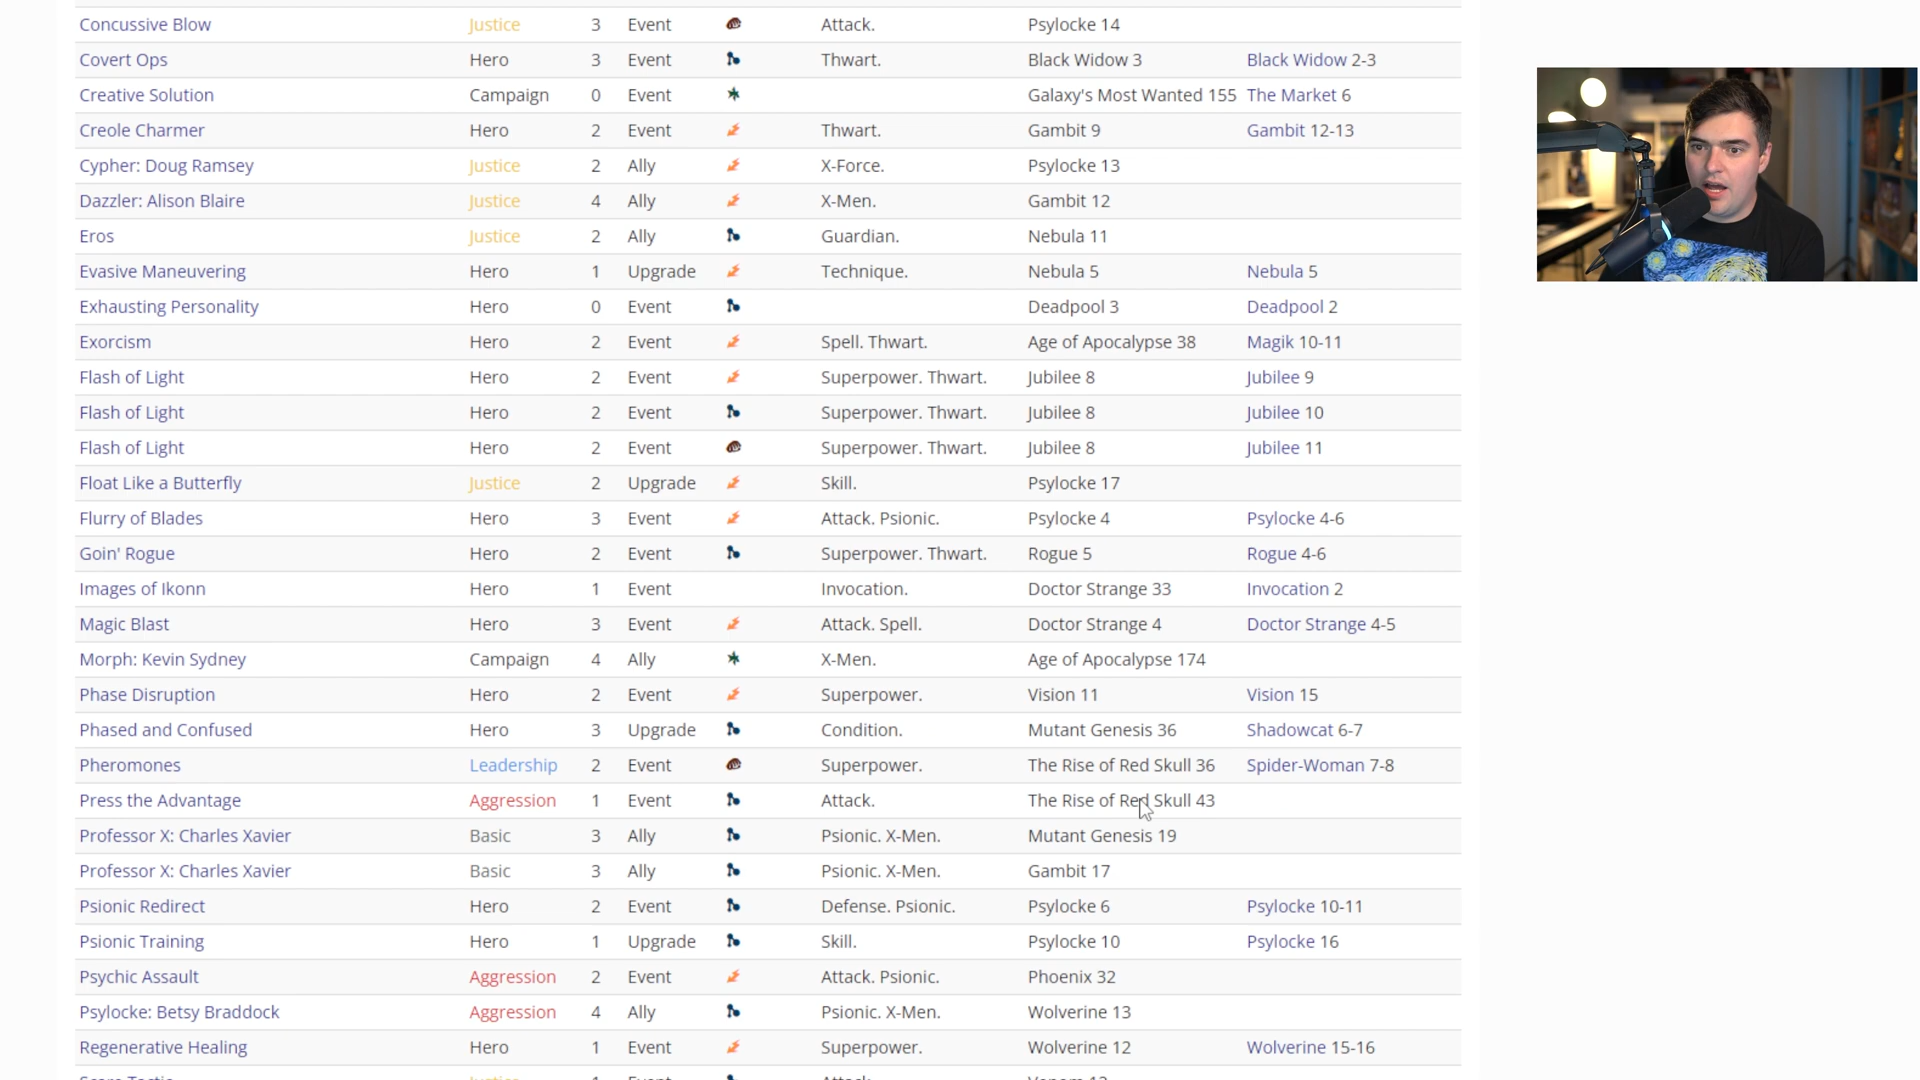 Concussive Blow Justice 3 Event Attack. Psylocke 14
Covert Ops Hero 3 Event Thwart. Black Widow 3 Black Widow 2-3
Creative Solution Campaign 0 Event Galaxy's Most Wanted 155 The Market 6
Creole Charmer Hero 2 Event Thwart. Gambit 9 Gambit 12-13
Cypher: Doug Ramsey Justice 2 Ally X-Force. Psylocke 13
Dazzler: Alison Blaire Justice 4 Ally X-Men. Gambit 12
Eros Justice 2 Ally Guardian. Nebula 11
Evasive Maneuvering Hero 1 Upgrade Technique. Nebula 5 Nebula 5
Exhausting Personality Hero 0 Event Deadpool 3 Deadpool 2
Exorcism Hero 2 Event Spell. Thwart. Age of Apocalypse 38 Magik 10-11
Flash of Light Hero 2 Event Superpower. Thwart. Jubilee 8 Jubilee 9
Flash of Light Hero 2 Event Superpower. Thwart. Jubilee 8 Jubilee 10
Flash of Light Hero 2 Event Superpower. Thwart. Jubilee 8 Jubilee 11
Float Like a Butterfly Justice 2 Upgrade Skill. Psylocke 17
Flurry of Blades Hero 3 Event Attack. Psionic. Psylocke 4 Psylocke 4-6
Goin' Rogue Hero 2 Event Superpower. Thwart. Rogue 5 Rogue 4-6
Images of Ikonn Hero 1 Event Invocation. Doctor Strange 33 Invocation 2
Magic Blast Hero 3 Event Attack. Spell. Doctor Strange 4 Doctor Strange 4-5
Morph: Kevin Sydney Campaign 4 Ally X-Men. Age of Apocalypse 174
Phase Disruption Hero 2 Event Superpower. Vision 11 Vision 15
Phased and Confused Hero 3 Upgrade Condition. Mutant Genesis 36 Shadowcat 6-7
Pheromones Leadership 2 Event Superpower. The Rise of Red Skull 36 Spider-Woman 7-8
Press the Advantage Aggression 1 Event Attack. The Rise of Red Skull 43
Professor X: Charles Xavier Basic 3 Ally Psionic. X-Men. Mutant Genesis 19
Professor X: Charles Xavier Basic 3 Ally Psionic. X-Men. Gambit 17
Psionic Redirect Hero 2 Event Defense. Psionic. Psylocke 6 Psylocke 10-11
Psionic Training Hero 1 Upgrade Skill. Psylocke 10 Psylocke 16
Psychic Assault Aggression 2 Event Attack. Psionic. Phoenix 32
Psylocke: Betsy Braddock Aggression 4 Ally Psionic. X-Men. Wolverine 13
Regenerative Healing Hero 1 Event Superpower. Wolverine 12 Wolverine 15-16